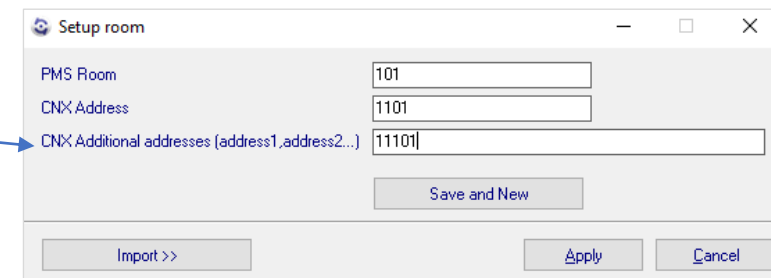 Setup room
PMS Room 101
CNX Address 1101
CNX Additional addresses (address1,address2...) 11101
Save and New
Import >> Apply Cancel